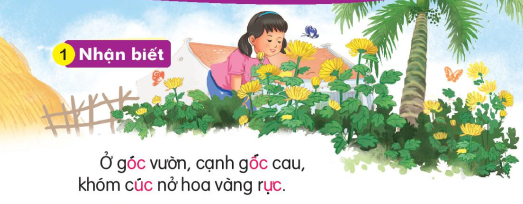 1 Nhận biết
Ở góc vườn, cạnh gốc cau,
khóm cúc nở hoa vàng rực.